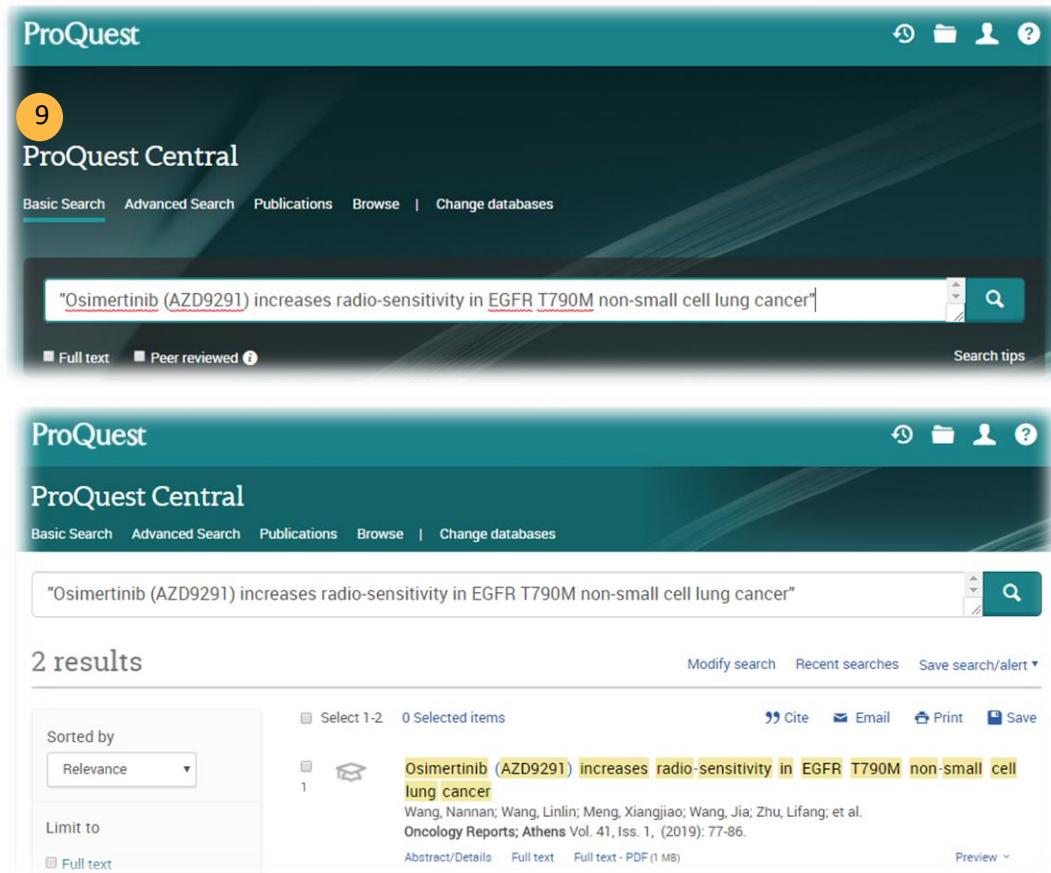 ProQuest
9
ProQuest Central
Basic Search Advanced Search Publications Browse | Change databases
"Osimertinib (AZD9291) increases radio-sensitivity in EGFR T790M non-small cell lung cancer"
Full text Peer reviewed i Search tips
ProQuest
ProQuest Central
Basic Search Advanced Search Publications Browse | Change databases
"Osimertinib (AZD9291) increases radio-sensitivity in EGFR T790M non-small cell lung cancer"
2 results
Modify search Recent searches Save search/alert
Sorted by
Relevance
Limit to
Full text
Select 1-2 0 Selected items Cite Email Print Save
1
Osimertinib (AZD9291) increases radio-sensitivity in EGFR T790M non-small cell
lung cancer
Wang, Nannan; Wang, Linlin; Meng, Xiangjiao; Wang, Jia; Zhu, Lifang; et al.
Oncology Reports; Athens Vol. 41, Iss. 1, (2019): 77-86.
Abstract/Details Full text Full text - PDF (1 MB) Preview